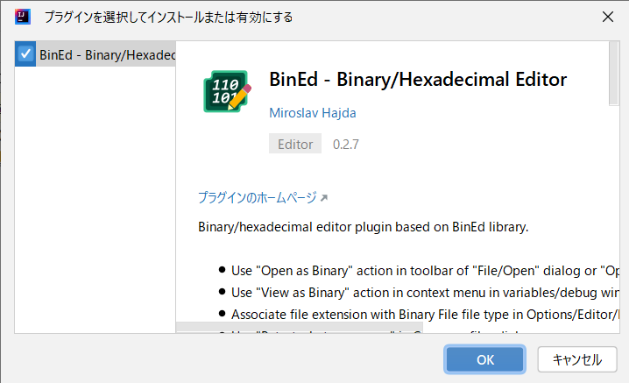 プラグインを選択してインストールまたは有効にする
BinEd - Binary/Hexadec
BinEd - Binary/Hexadecimal Editor
Miroslav Hajda
Editor 0.2.7
プラグインのホームページ
Binary/hexadecimal editor plugin based on BinEd library.
Use "Open as Binary" action in toolbar of "File/Open" dialog or "Op
Use "View as Binary" action in context menu in variables/debug win
Associate file extension with Binary File file type in Options/Editor/
OK キャンセル